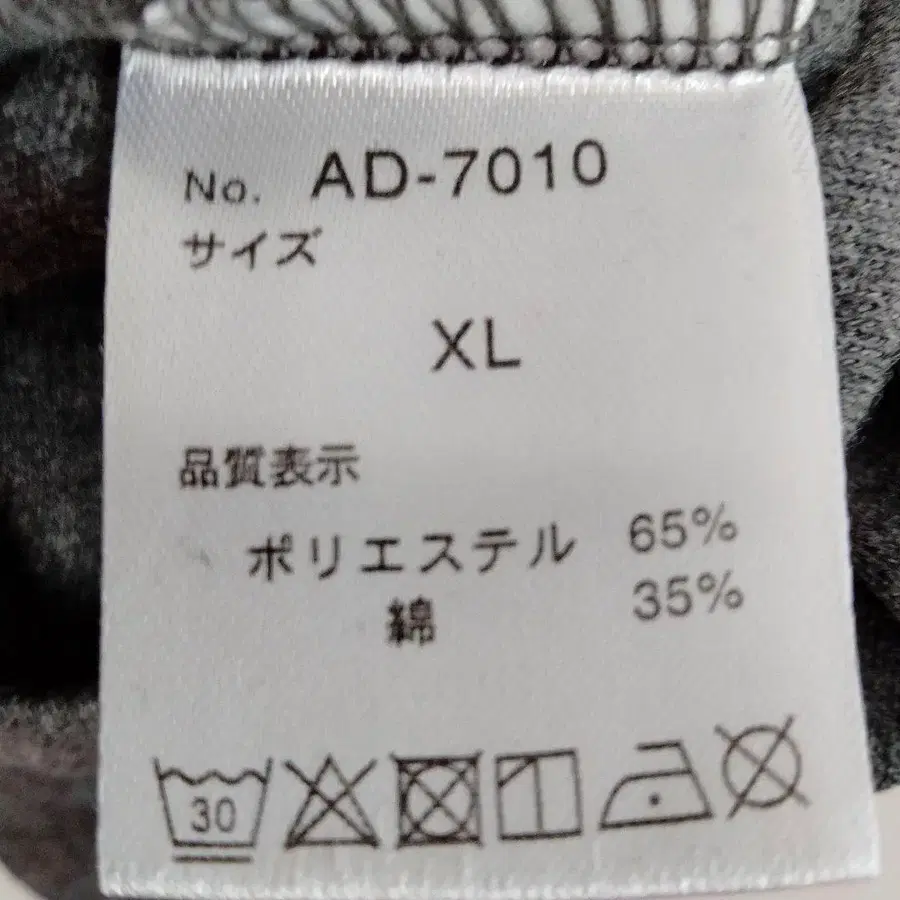 No. AD-7010
サイズ
XL
品質表示
ポリエステル 65%
綿 35%
30